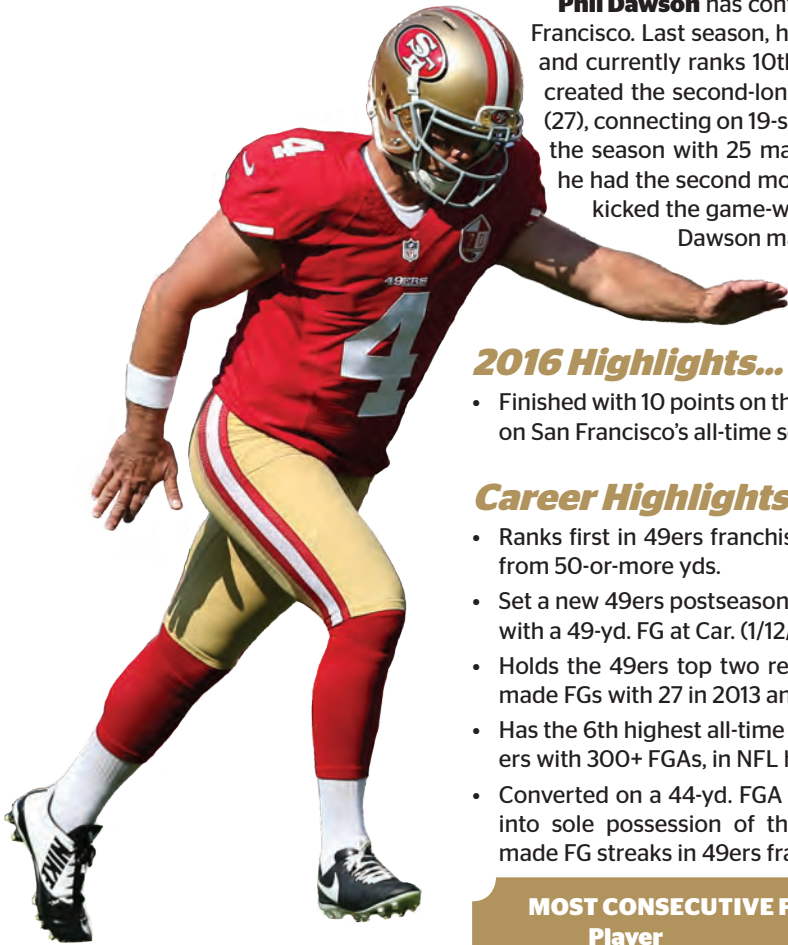 Phil Dawson has con
Francisco. Last season, h
and currently ranks 10th
created the second-lon
(27), connecting on 19-s
the season with 25 ma
he had the second mo
kicked the game-w
Dawson ma
2016 Highlights...
• Finished with 10 points on th
on San Francisco's all-time s
Career Highlights
• Ranks first in 49ers franchis
from 50-or-more yds.
• Set a new 49ers postseason
with a 49-yd. FG at Car. (1/12/
• Holds the 49ers top two re
made FGs with 27 in 2013 an
• Has the 6th highest all-time
ers with 300+ FGAs, in NFL h
• Converted on a 44-yd. FGA
into sole possession of th
made FG streaks in 49ers fra
MOST CONSECUTIVE F
Player
SF
4
70
NFL
49ERS
4
NIKE